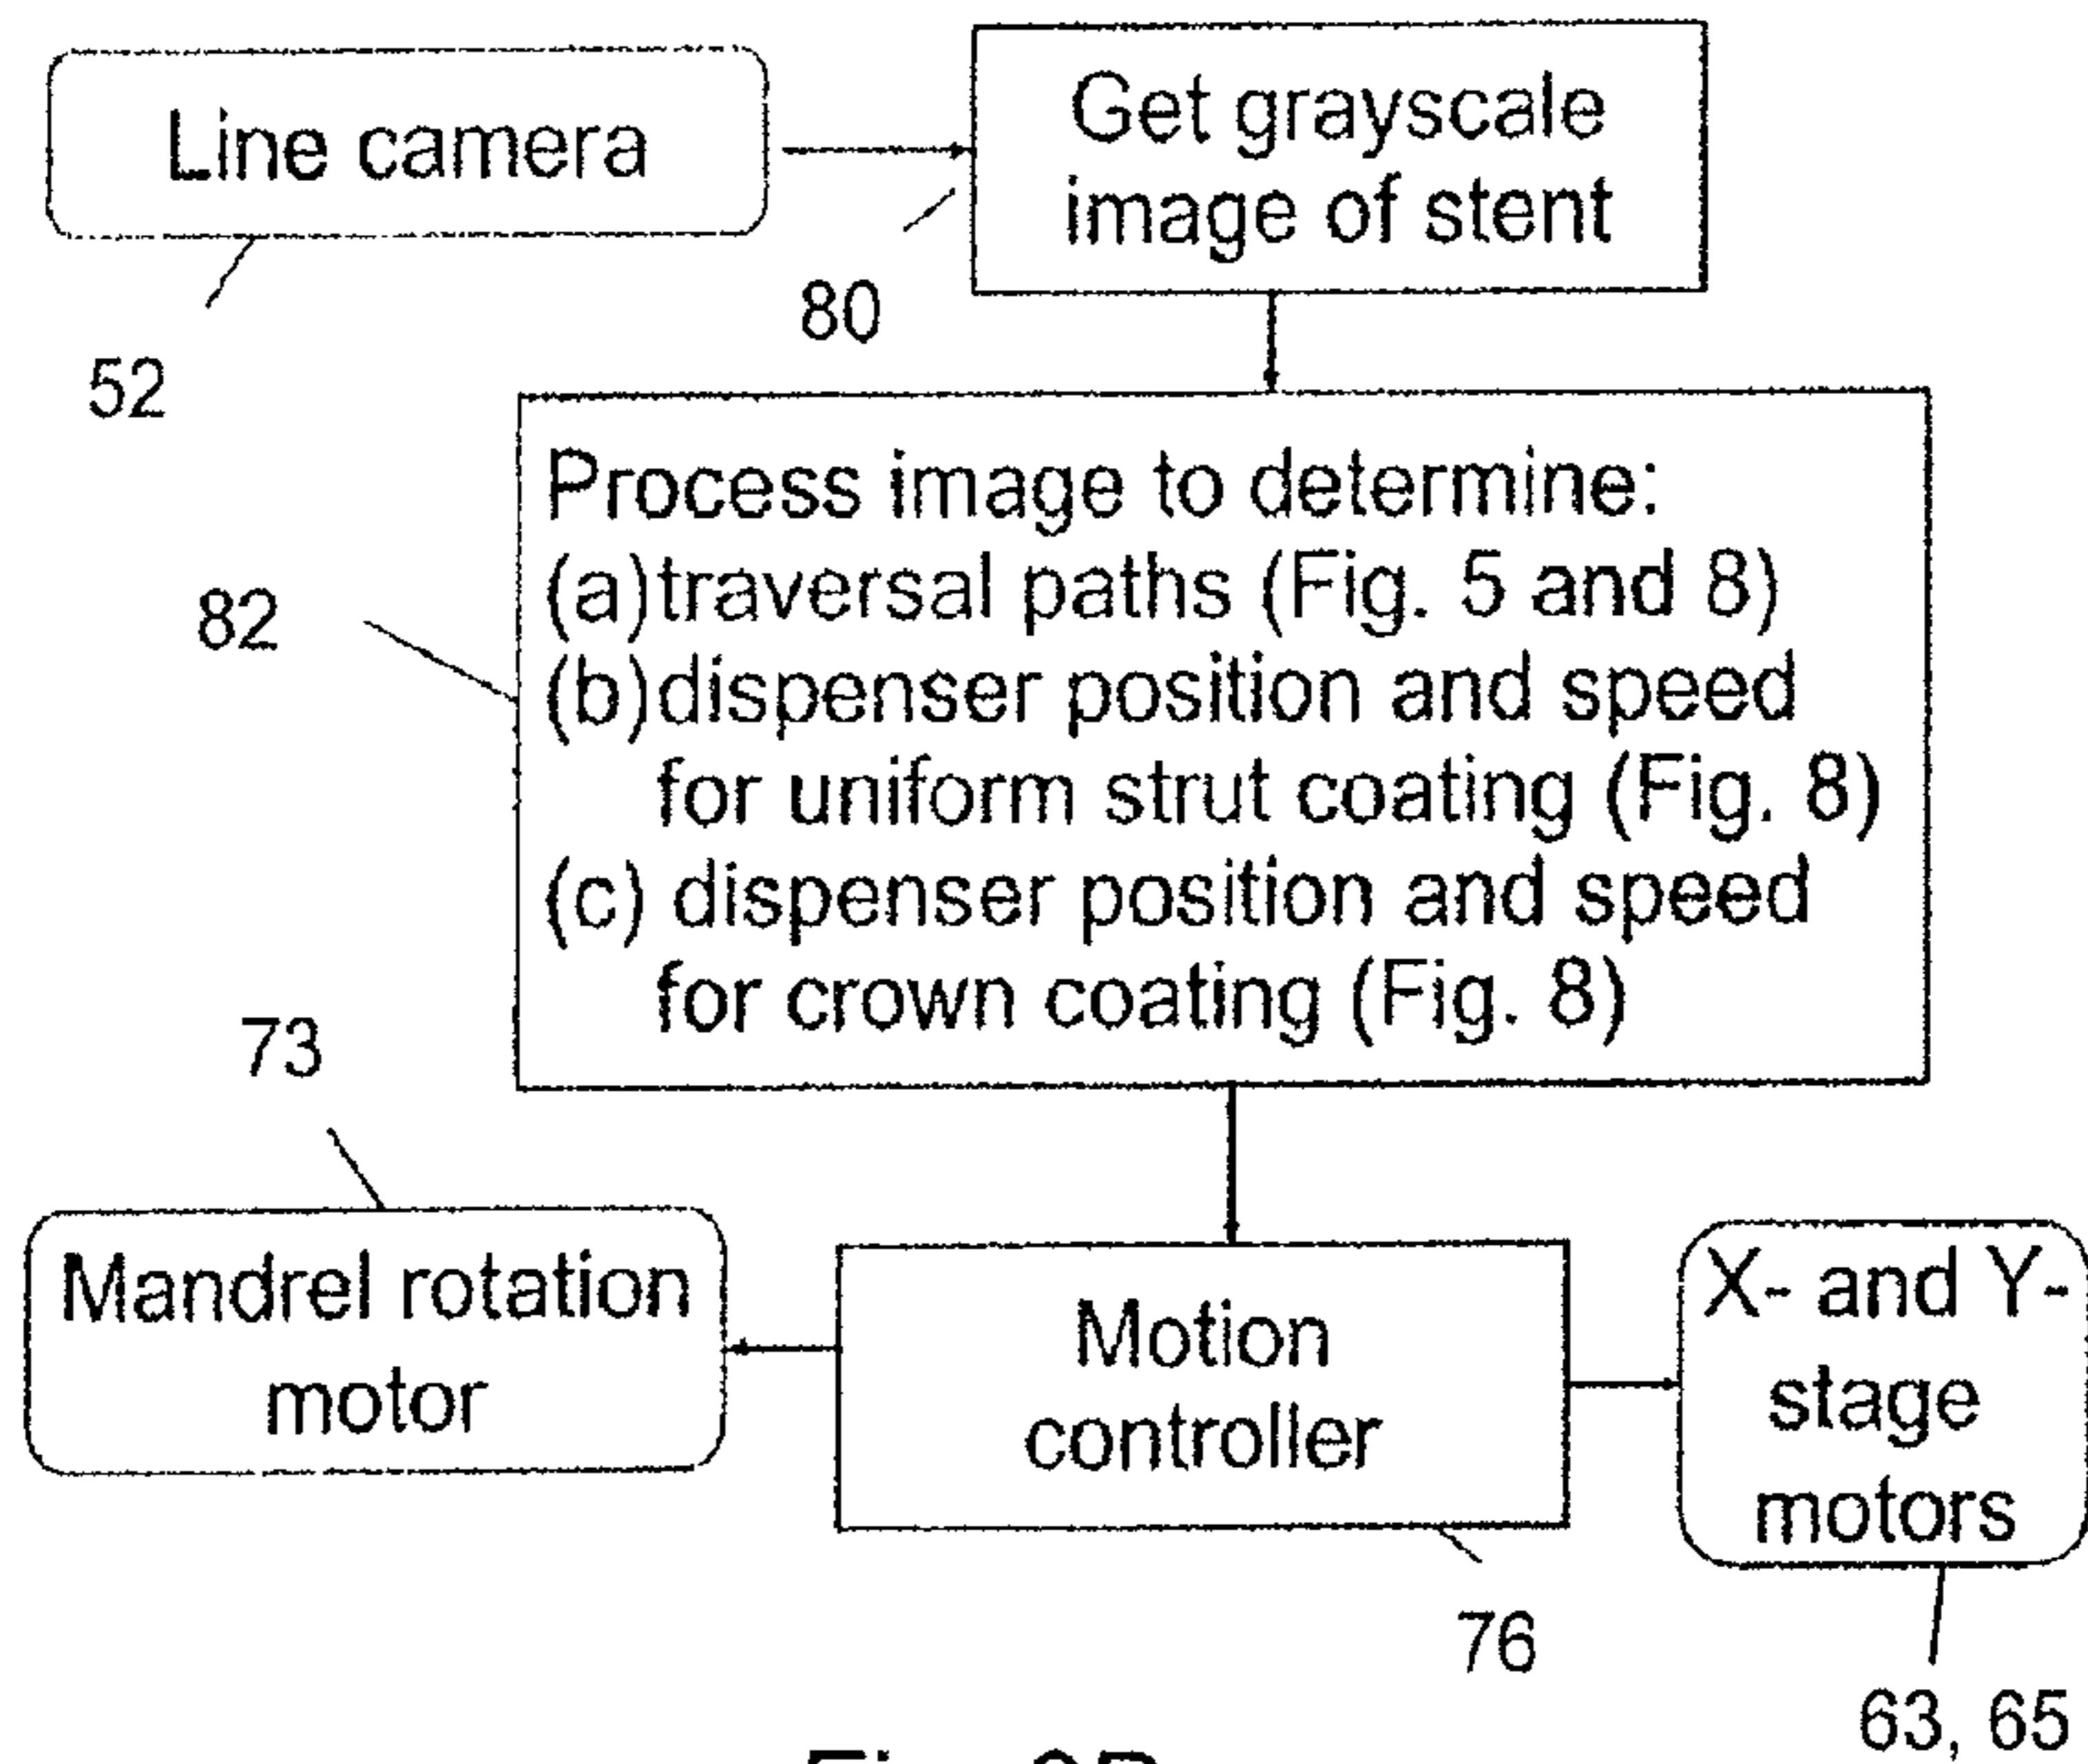 Line camera
52
Get grayscale
image of stent
80
Process image to determine:
(a)traversal paths (Fig. 5 and 8)
(b)dispenser position and speed
for uniform strut coating (Fig. 8)
(c) dispenser position and speed
for crown coating (Fig. 8)
82
73
Mandrel rotation
motor
Motion
controller
76
X- and Y-
stage
motors
63, 65